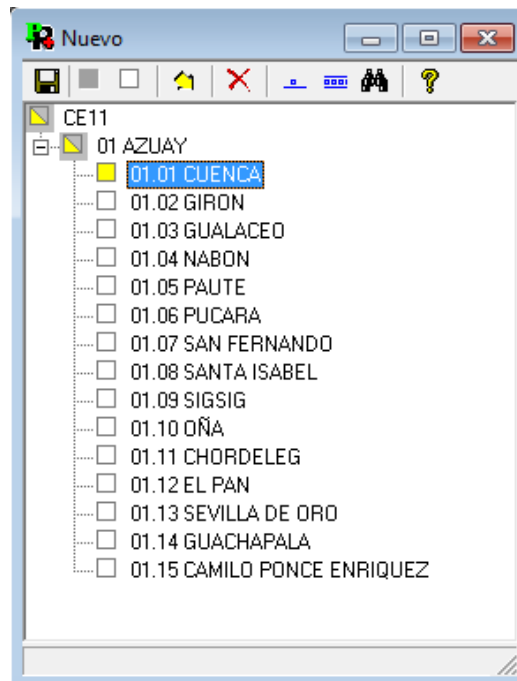 Nuevo
CE11
01 AZUAY
01.01 CUENCA
01.02 GIRON
01.03 GUALACEO
01.04 NABON
01.05 PAUTE
01.06 PUCARA
01.07 SAN FERNANDO
01.08 SANTA ISABEL
01.09 SIGSIG
01.10 OÑA
01.11 CHORDELEG
01.12 EL PAN
01.13 SEVILLA DE ORO
01.14 GUACHAPALA
01.15 CAMILO PONCE ENRIQUEZ